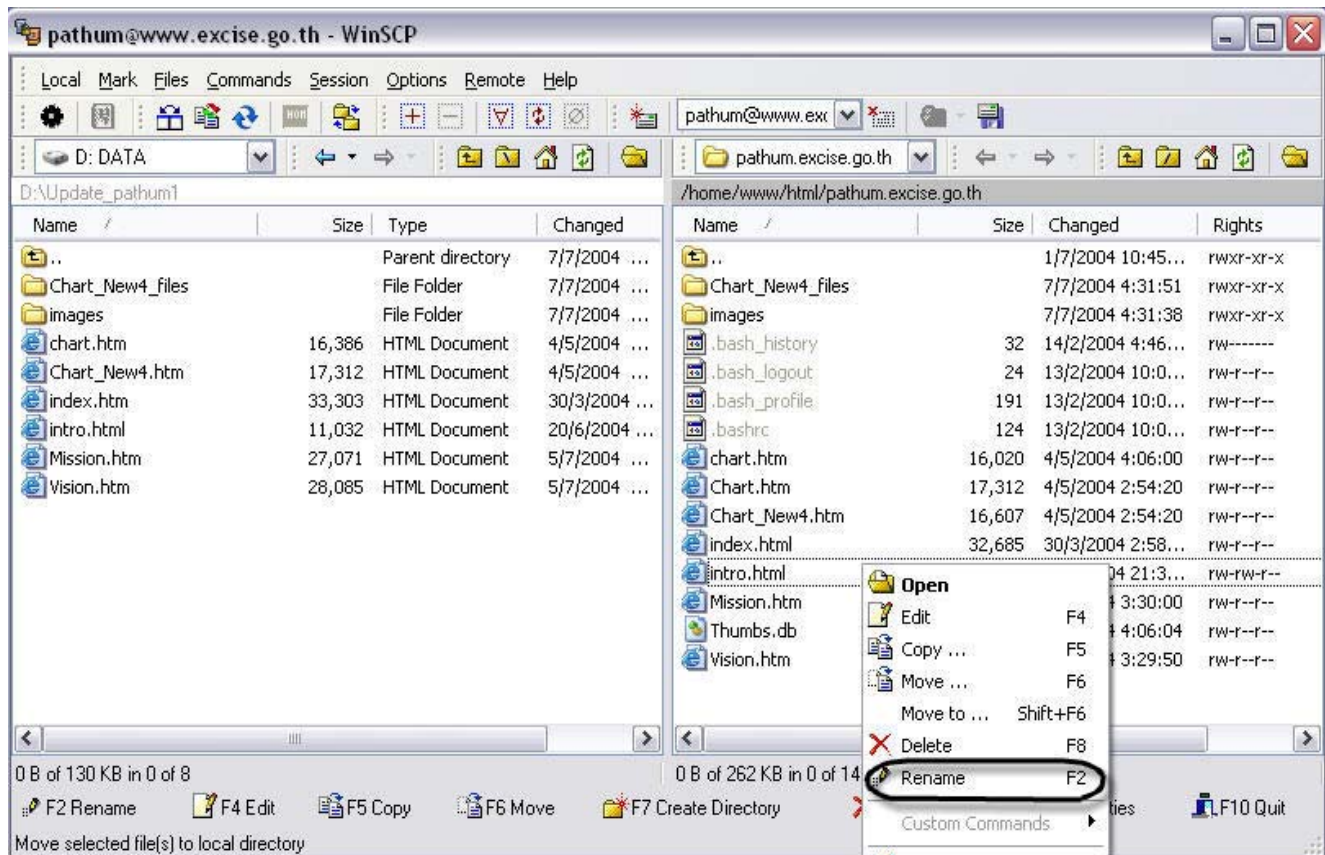 pathum@www.excise.go.th - WinSCP
Local Mark Files Commands Session Options Remote Help
pathum@www.exc
D: DATA
pathum.excise.go.th
D:\Update_pathum1
/home/www/html/pathum.excise.go.th
Name Size Type Changed
Name Size Changed Rights
.. Parent directory 7/7/2004 ...
Chart_New4_files File Folder 7/7/2004 ...
images File Folder 7/7/2004 ...
chart.htm 16,386 HTML Document 4/5/2004 ...
Chart_New4.htm 17,312 HTML Document 4/5/2004 ...
index.htm 33,303 HTML Document 30/3/2004 ...
intro.html 11,032 HTML Document 20/6/2004 ...
Mission.htm 27,071 HTML Document 5/7/2004 ...
Vision.htm 28,085 HTML Document 5/7/2004 ...
.. 1/7/2004 10:45... rwxr-xr-x
Chart_New4_files 7/7/2004 4:31:51 rwxr-xr-x
images 7/7/2004 4:31:38 rwxr-xr-x
.bash_history 32 14/2/2004 4:46... rw-------
.bash_logout 24 13/2/2004 10:0... rw-r--r--
.bash_profile 191 13/2/2004 10:0... rw-r--r--
.bashrc 124 13/2/2004 10:0... rw-r--r--
chart.htm 16,020 4/5/2004 4:06:00 rw-r--r--
Chart.htm 17,312 4/5/2004 2:54:20 rw-r--r--
Chart_New4.htm 16,607 4/5/2004 2:54:20 rw-r--r--
index.html 32,685 30/3/2004 2:58... rw-r--r--
intro.html 04 21:3... rw-rw-r--
Mission.htm 3:30:00 rw-r--r--
Thumbs.db 4:06:04 rw-r--r--
Vision.htm 3:29:50 rw-r--r--
Open
Edit F4
Copy ... F5
Move ... F6
Move to ... Shift+F6
Delete F8
Rename F2
Custom Commands
0 B of 130 KB in 0 of 8
0 B of 262 KB in 0 of 14
F2 Rename F4 Edit F5 Copy F6 Move F7 Create Directory ties F10 Quit
Move selected file(s) to local directory